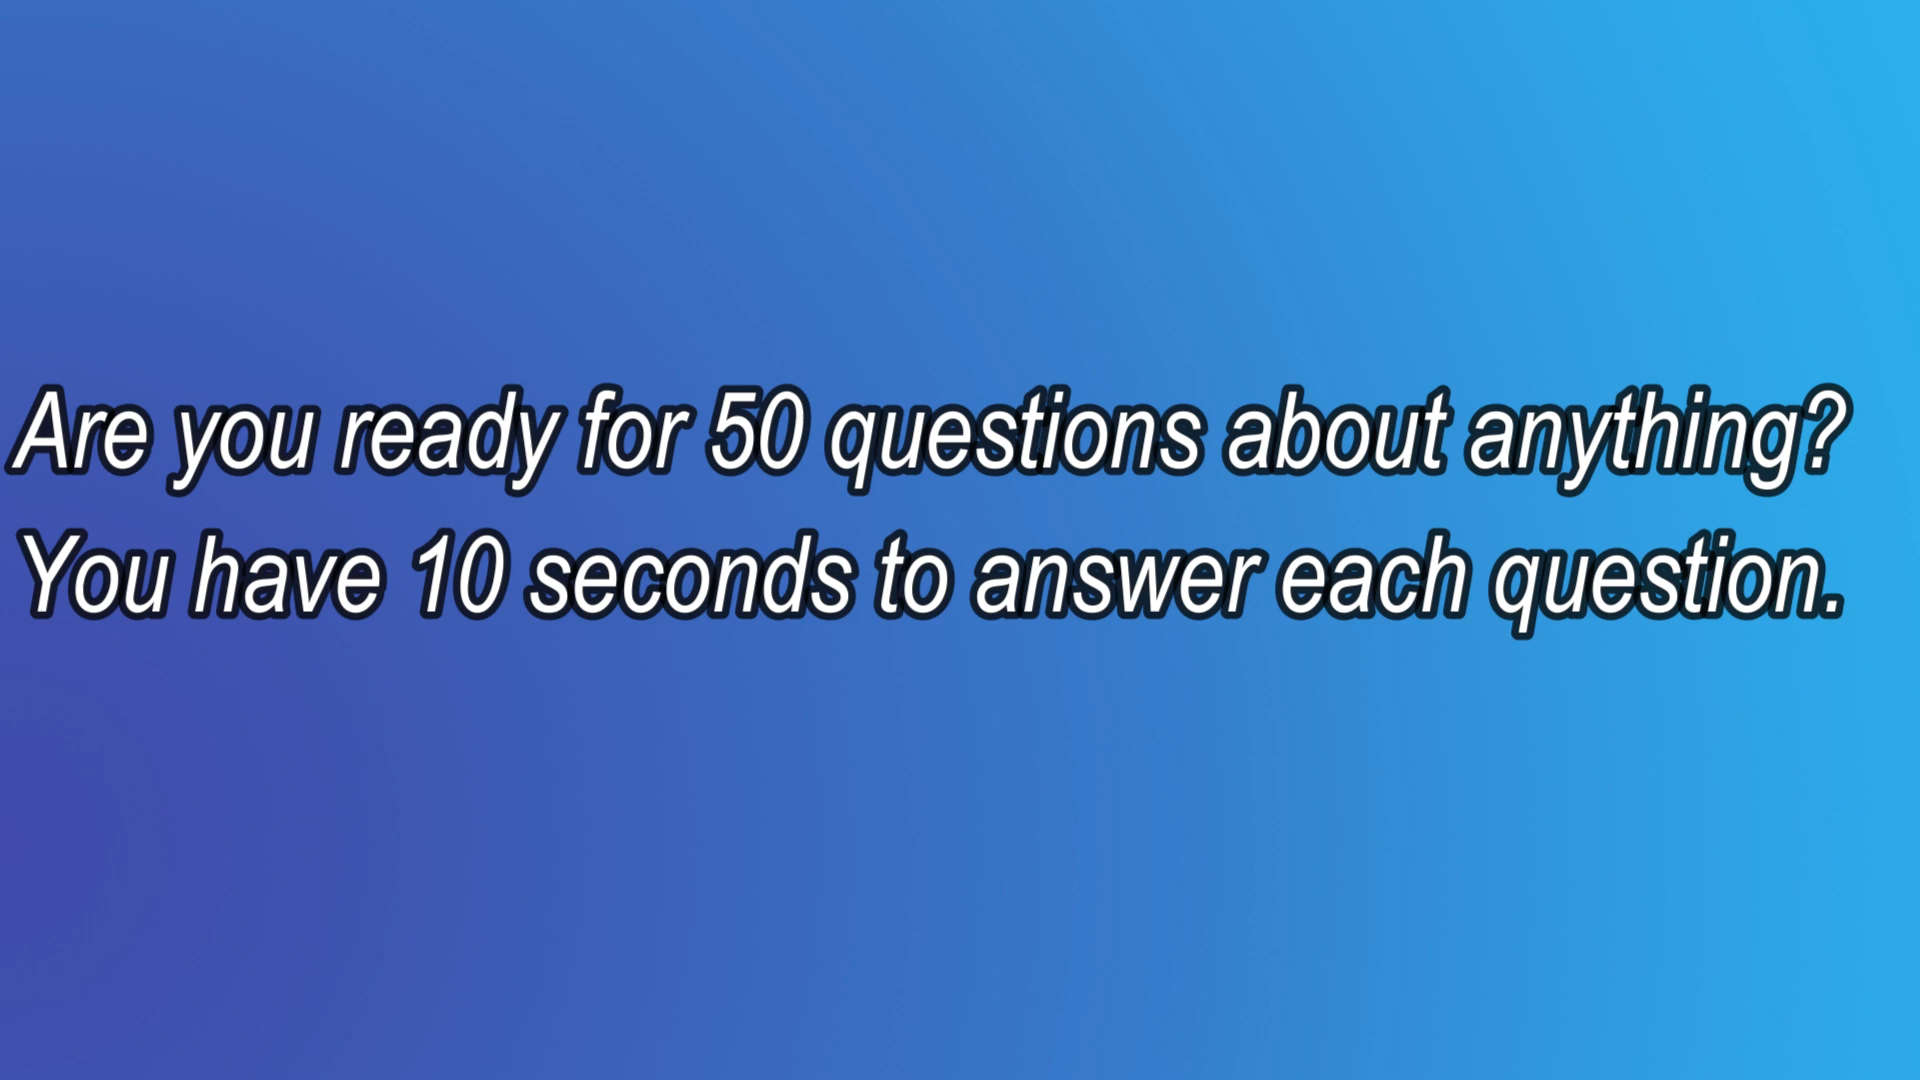 Are you ready for 50 questions about anything?
You have 10 seconds to answer each question.